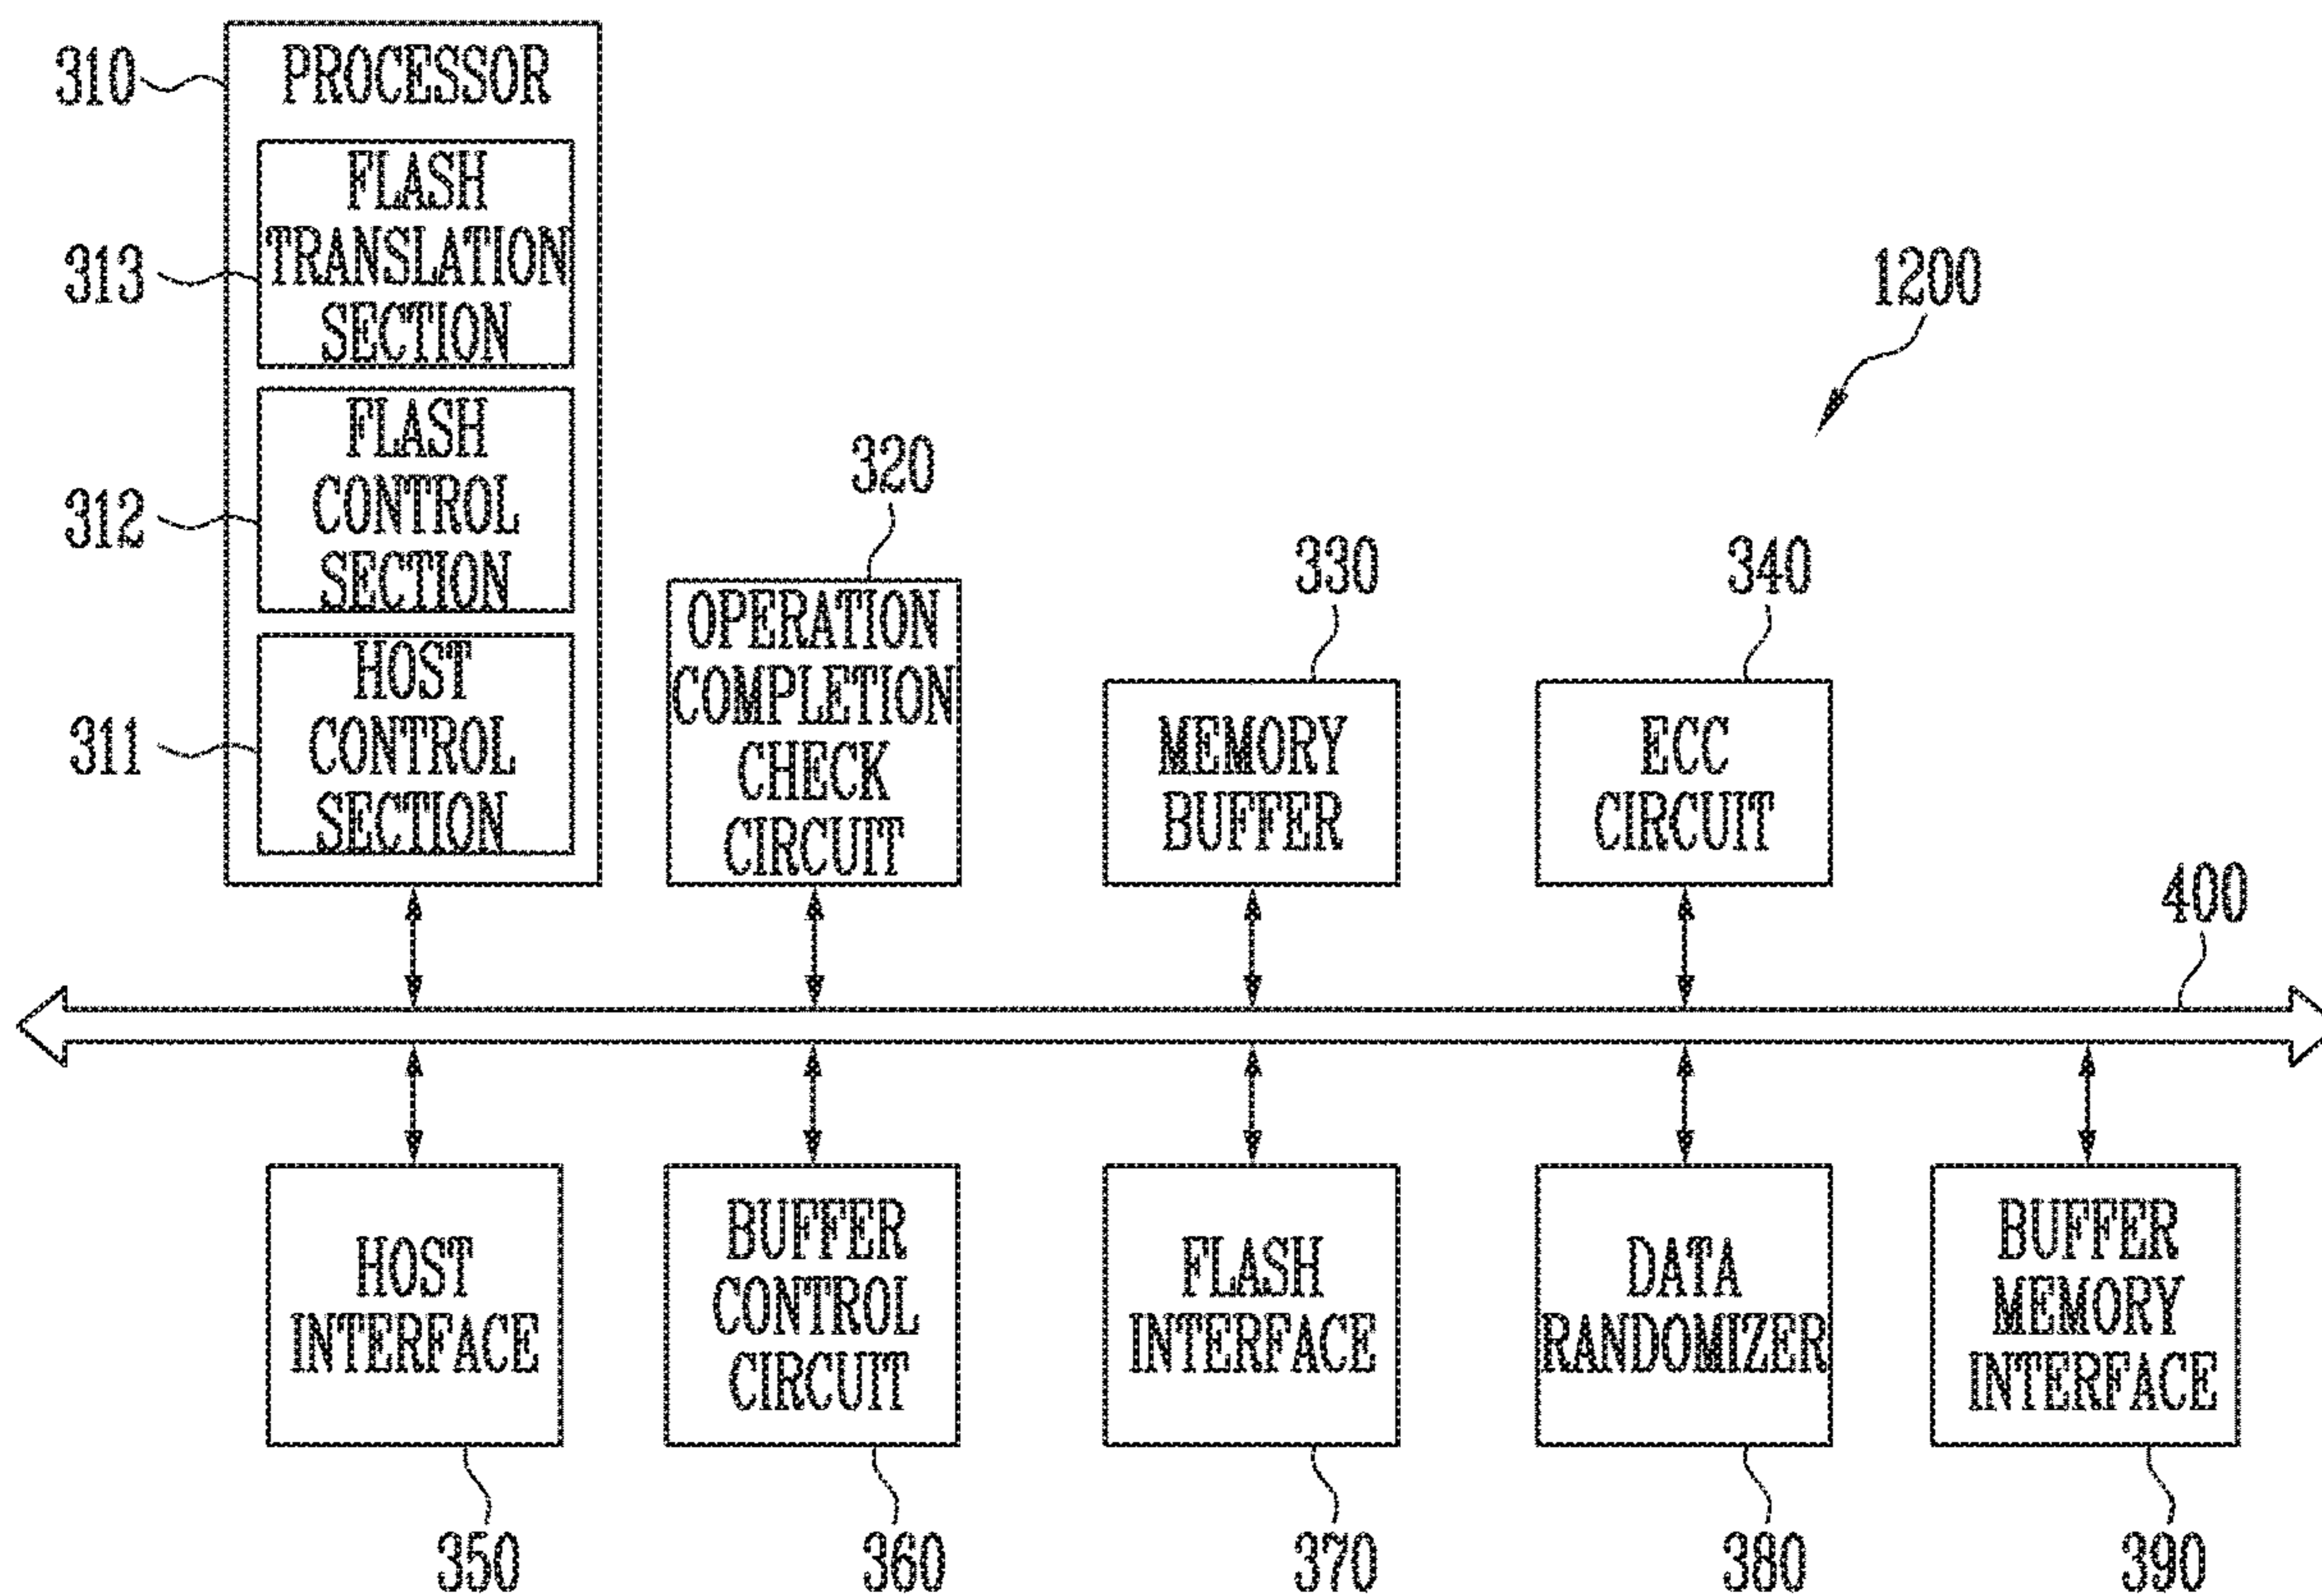 310
PROCESSOR
313
FLASH
TRANSLATION
SECTION
312
FLASH
CONTROL
SECTION
311
HOST
CONTROL
SECTION
1200
320
OPERATION
COMPLETION
CHECK
CIRCUIT
330
MEMORY
BUFFER
340
ECC
CIRCUIT
400
HOST
INTERFACE
350
BUFFER
CONTROL
CIRCUIT
360
FLASH
INTERFACE
370
DATA
RANDOMIZER
380
BUFFER
MEMORY
INTERFACE
390